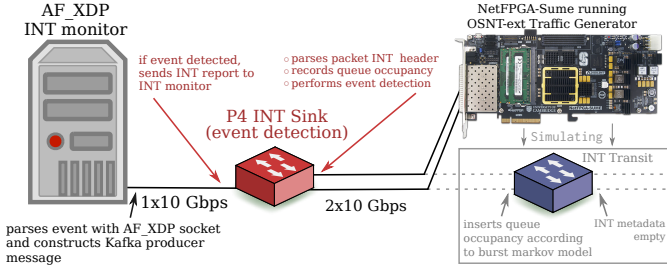 AF_XDP
INT monitor
if event detected,
sends INT report to
INT monitor
parses packet INT header
records queue occupancy
performs event detection
NetFPGA-Sume running
OSNT-ext Traffic Generator
P4 INT Sink
(event detection)
Simulating
INT Transit
1x10 Gbps
2x10 Gbps
parses event with AF_XDP socket
and constructs Kafka producer
message
inserts queue
occupancy according
to burst markov model
INT metadata
empty